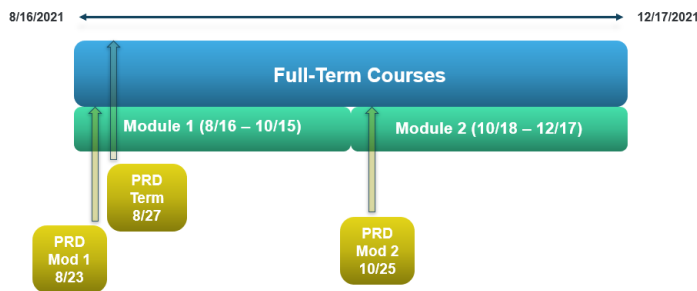 8/16/2021
12/17/2021
Full-Term Courses
Module 1 (8/16 – 10/15)
Module 2 (10/18 – 12/17)
PRD
Term
8/27
PRD
Mod 1
8/23
PRD
Mod 2
10/25